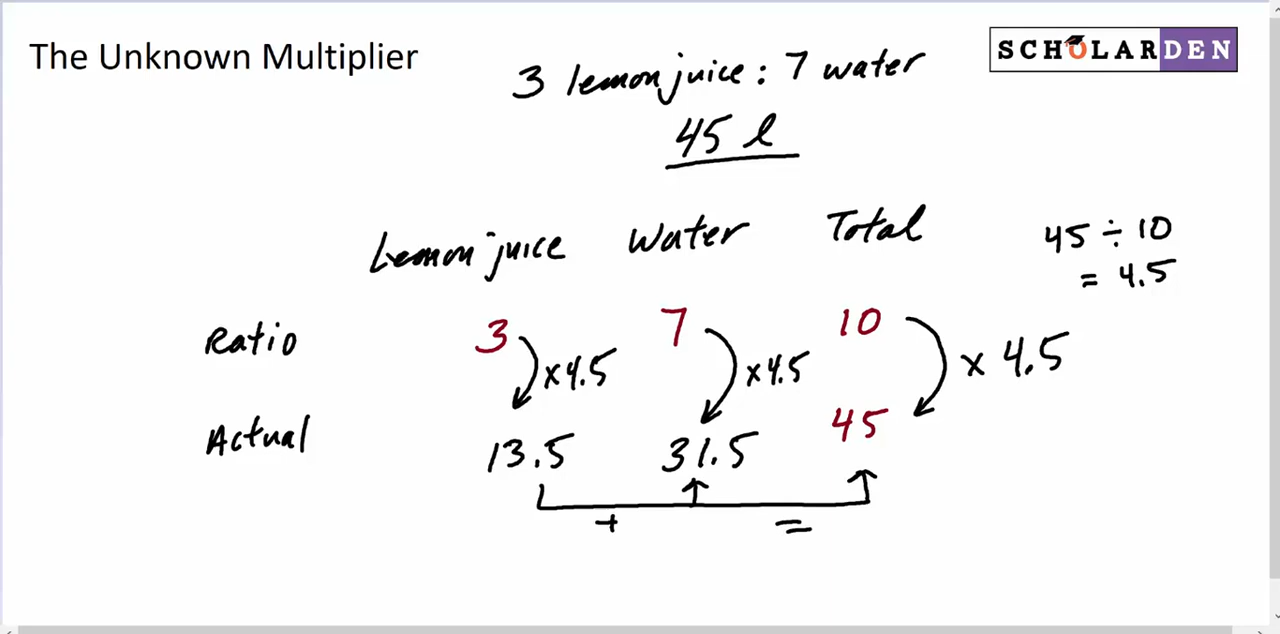 The Unknown Multiplier
SCHOLARDEN
3 lemon juice : 7 water
45 l
Lemon juice Water Total
45 ÷ 10
= 4.5
Ratio 3 7 10
×4.5 ×4.5 × 4.5
Actual 13.5 31.5 45
+ =